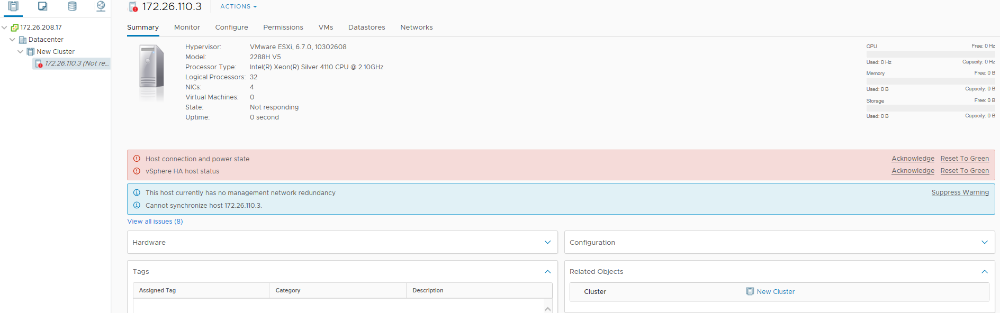 172.26.110.3
ACTIONS
172.26.208.17
Datacenter
New Cluster
172.26.110.3 (Not re...
Summary Monitor Configure Permissions VMs Datastores Networks
Hypervisor: VMware ESXi, 6.7.0, 10302608
Model: 2288H V5
Processor Type: Intel(R) Xeon(R) Silver 4110 CPU @ 2.10GHz
Logical Processors: 32
NICs: 4
Virtual Machines: 0
State: Not responding
Uptime: 0 second
CPU Free: 0 Hz
Used: 0 Hz Capacity: 0 Hz
Memory Free: 0 B
Used: 0 B Capacity: 0 B
Storage Free: 0 B
Used: 0 B Capacity: 0 B
Host connection and power state Acknowledge Reset To Green
vSphere HA host status Acknowledge Reset To Green
This host currently has no management network redundancy Suppress Warning
Cannot synchronize host 172.26.110.3.
View all issues (8)
Hardware
Configuration
Tags
Assigned Tag Category Description
Related Objects
Cluster New Cluster